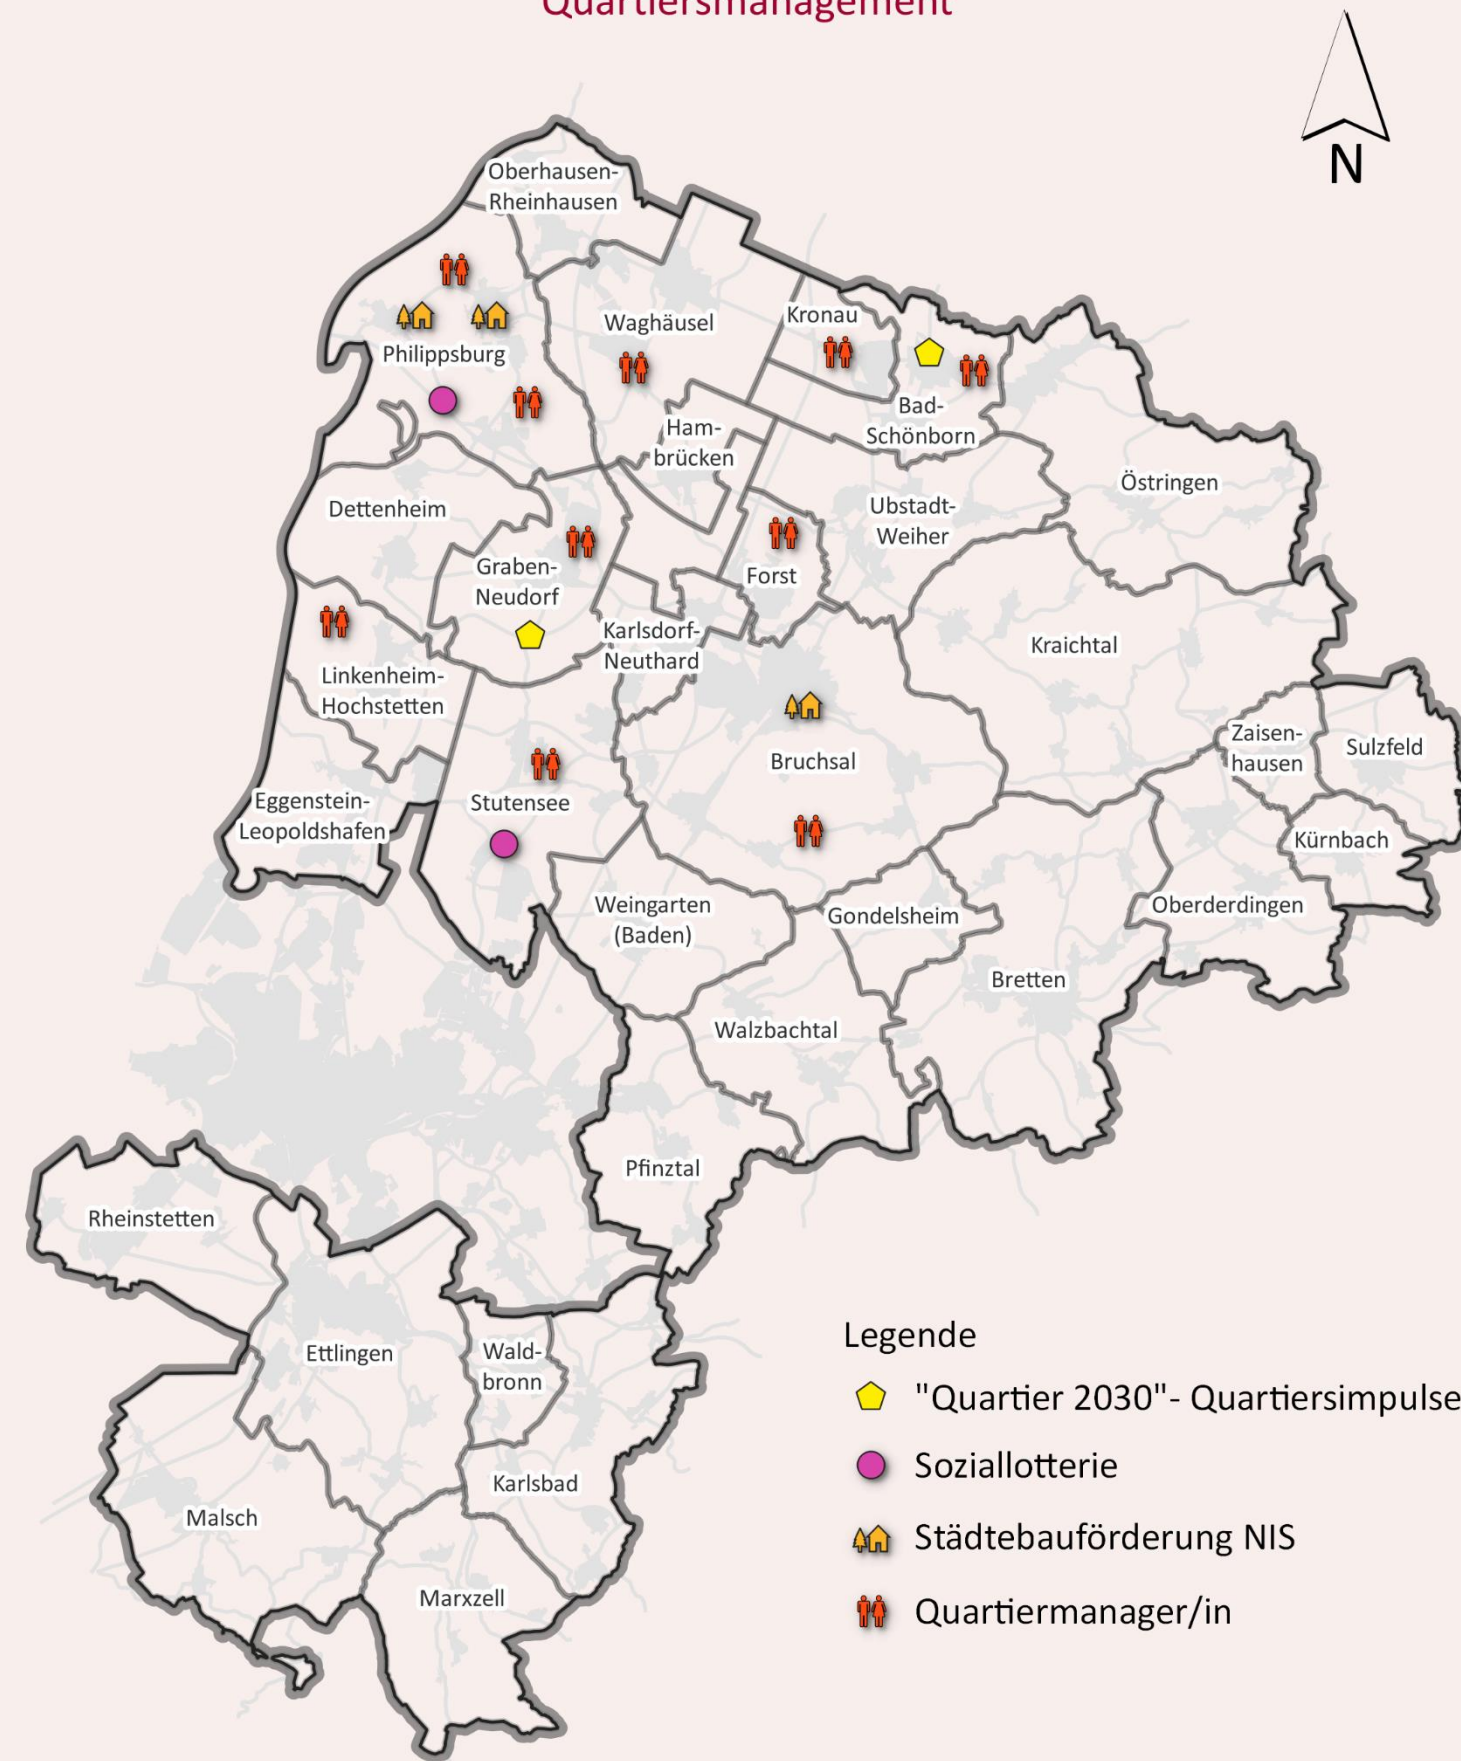 Quartiersmanagement
N
Oberhausen-
Rheinhausen
Waghäusel
Kronau
Philippsburg
Bad-
Schönborn
Ham-
brücken
Östringen
Dettenheim
Ubstadt-
Weiher
Graben-
Neudorf
Forst
Karlsdorf-
Neuthard
Kraichtal
Linkenheim-
Hochstetten
Zaisen-
hausen
Sulzfeld
Bruchsal
Eggenstein-
Leopoldshafen
Stutensee
Kürnbach
Weingarten
(Baden)
Gondelsheim
Oberderdingen
Bretten
Walzbachtal
Pfinztal
Rheinstetten
Ettlingen
Wald-
bronn
Karlsbad
Malsch
Marxzell
Legende
"Quartier 2030"- Quartiersimpulse
Soziallotterie
Städtebauförderung NIS
Quartiermanager/in